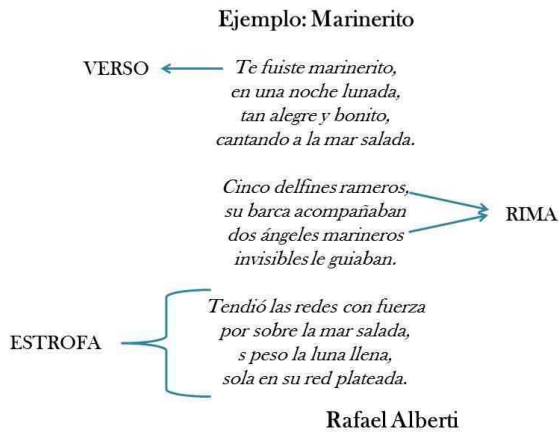 Ejemplo: Marinerito
VERSO
Te fuiste marinerito,
en una noche lunada,
tan alegre y bonito,
cantando a la mar salada.
Cinco delfines rameros,
su barca acompañaban
dos ángeles marineros
invisibles le guiaban.
RIMA
ESTROFA
Tendió las redes con fuerza
por sobre la mar salada,
s peso la luna llena,
sola en su red plateada.
Rafael Alberti